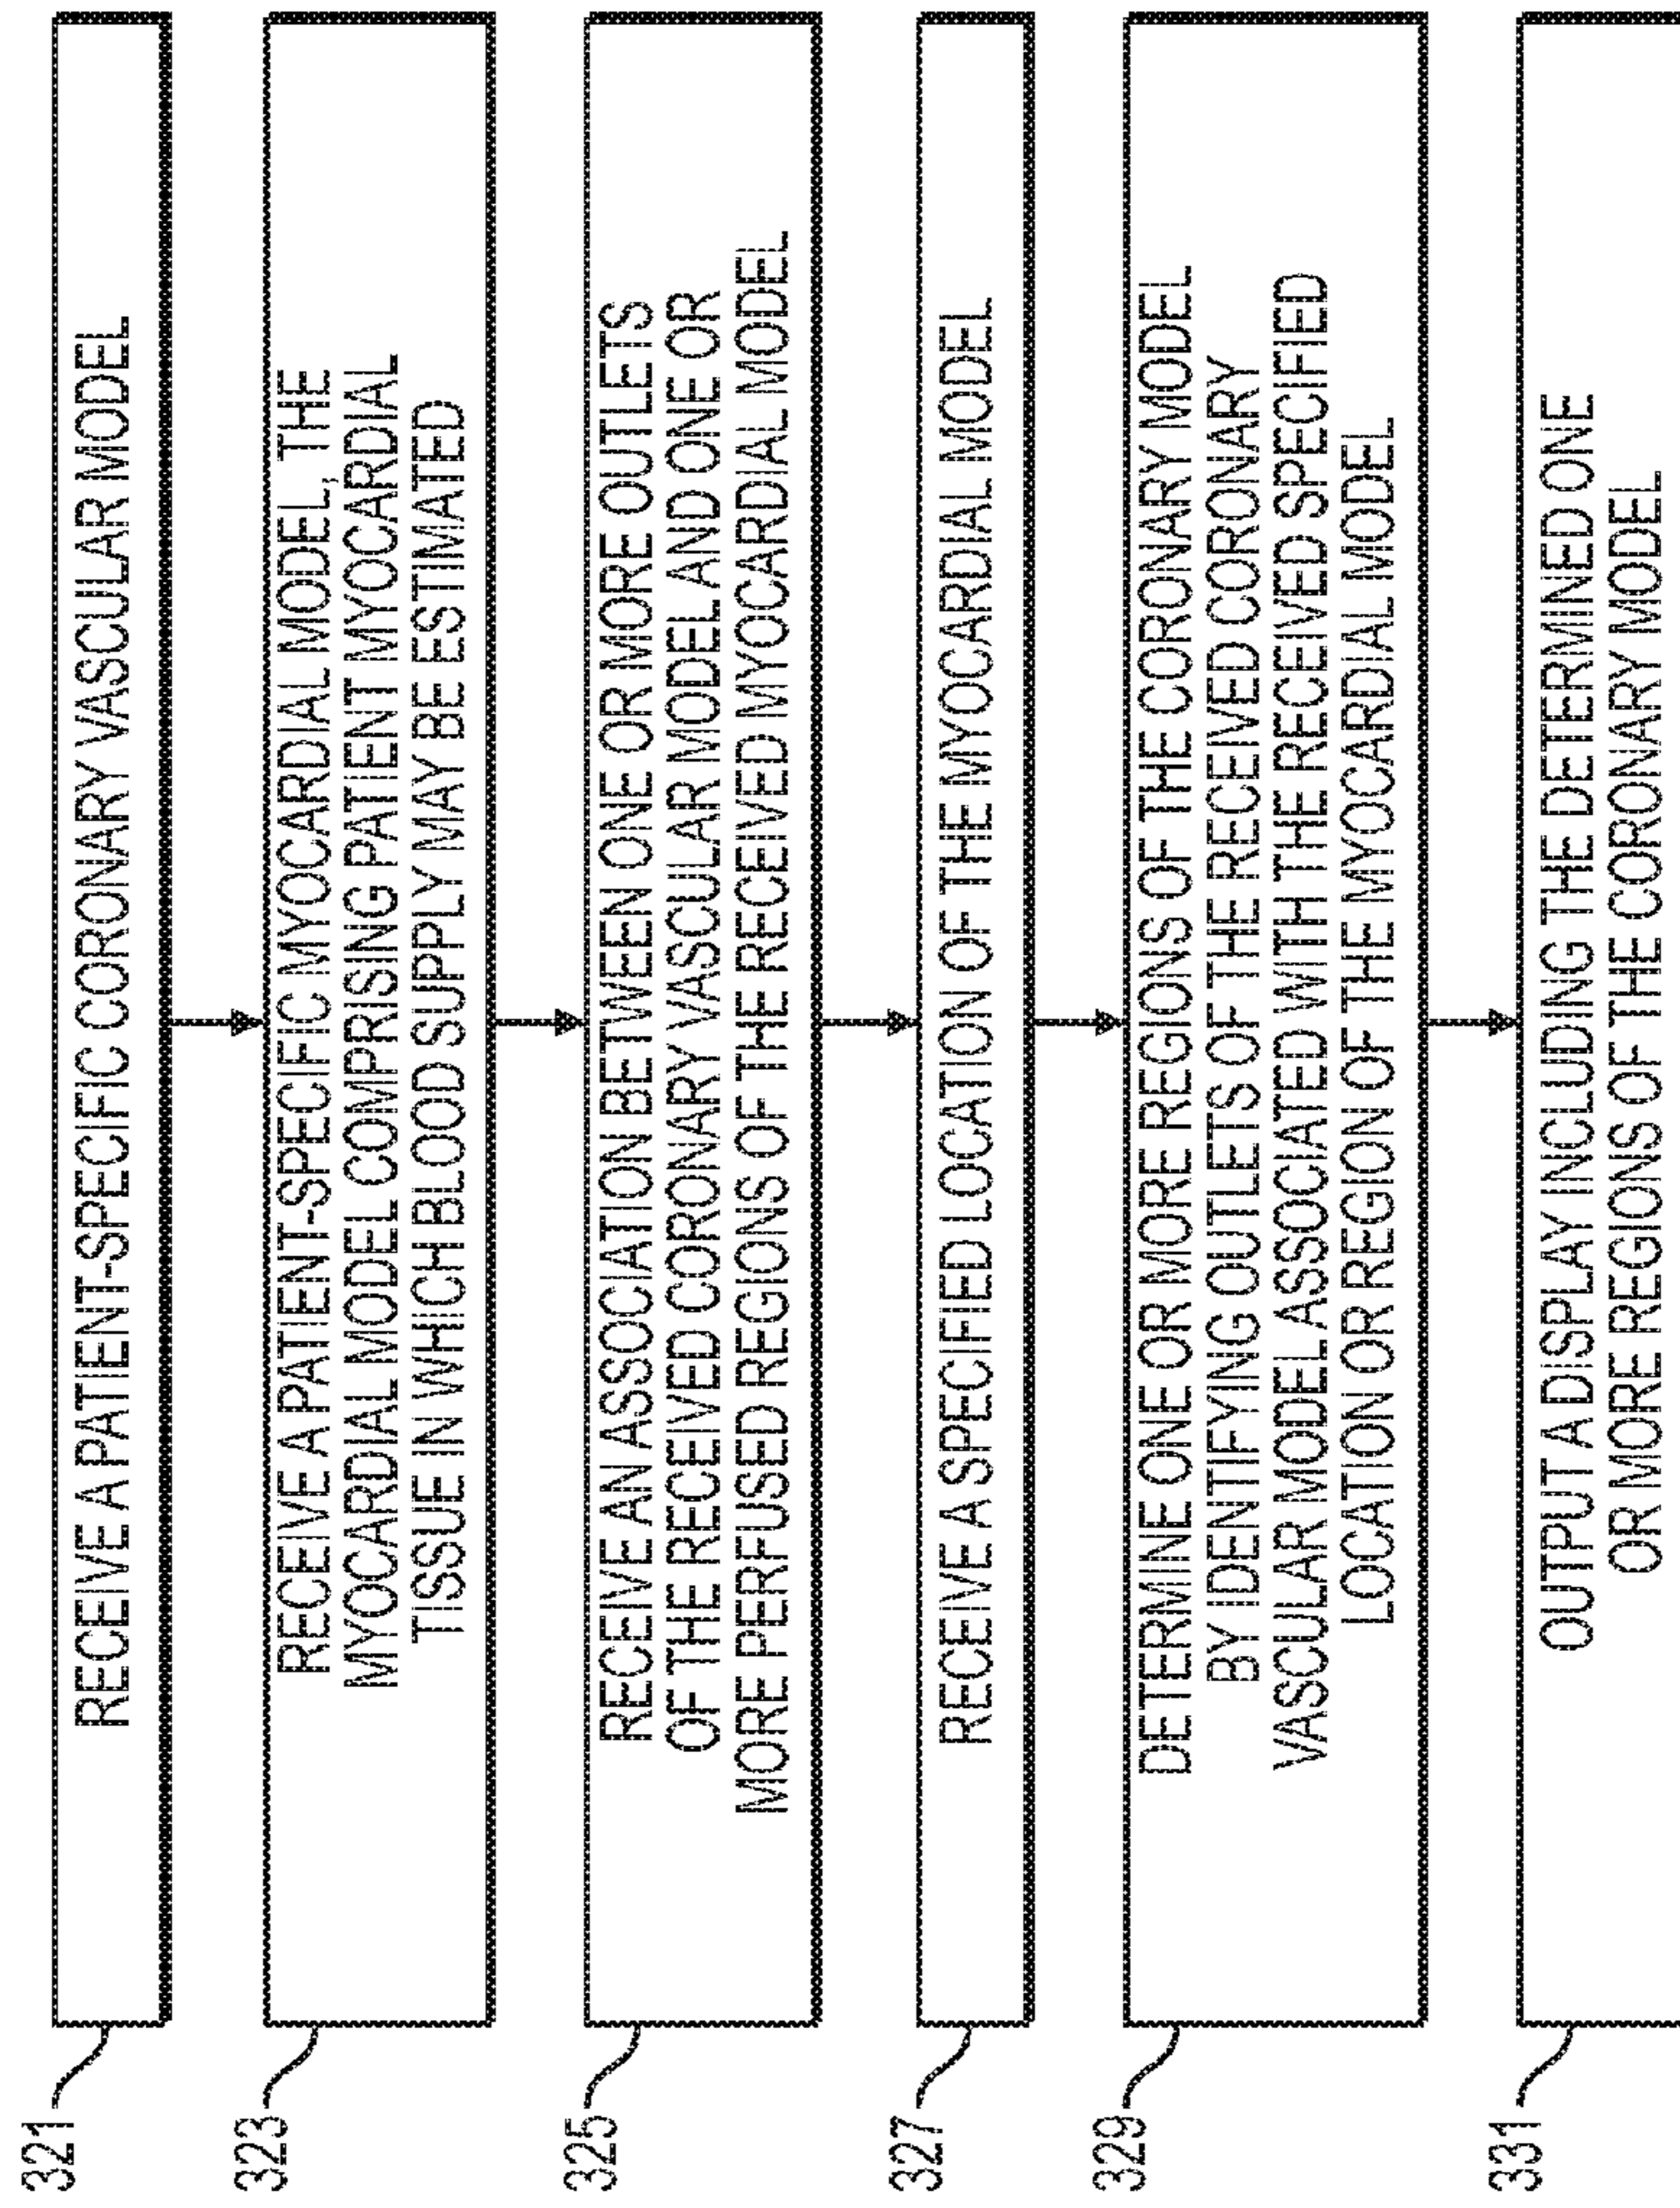 321
RECEIVE A PATIENT-SPECIFIC CORONARY VASCULAR MODEL
323
RECEIVE A PATIENT-SPECIFIC MYOCARDIAL MODEL, THE
MYOCARDIAL MODEL COMPRISING PATIENT MYOCARDIAL
TISSUE IN WHICH BLOOD SUPPLY MAY BE ESTIMATED
325
RECEIVE AN ASSOCIATION BETWEEN ONE OR MORE OUTLETS
OF THE RECEIVED CORONARY VASCULAR MODEL AND ONE OR
MORE PERFUSED REGIONS OF THE RECEIVED MYOCARDIAL MODEL
327
RECEIVE A SPECIFIED LOCATION OF THE MYOCARDIAL MODEL
329
DETERMINE ONE OR MORE REGIONS OF THE CORONARY MODEL
BY IDENTIFYING OUTLETS OF THE RECEIVED CORONARY
VASCULAR MODEL ASSOCIATED WITH THE RECEIVED SPECIFIED
LOCATION OR REGION OF THE MYOCARDIAL MODEL
331
OUTPUT A DISPLAY INCLUDING THE DETERMINED ONE
OR MORE REGIONS OF THE CORONARY MODEL